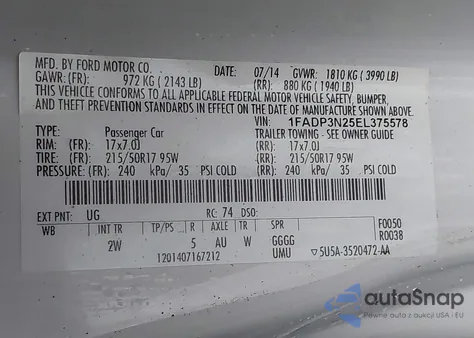 MFD. BY FORD MOTOR CO. DATE: 07/14 GVWR: 1810 KG ( 3990 LB)
GAWR: (FR): 972 KG ( 2143 LB) (RR): 880 KG ( 1940 LB)
THIS VEHICLE CONFORMS TO ALL APPLICABLE FEDERAL MOTOR VEHICLE SAFETY, BUMPER,
AND THEFT PREVENTION STANDARDS IN EFFECT ON THE DATE OF MANUFACTURE SHOWN ABOVE.
VIN: 1FADP3N25EL375578
TYPE: Passenger Car TRAILER TOWING - SEE OWNER GUIDE
RIM: (FR): 17x7.0J (RR): 17x7.0J
TIRE: (FR): 215/50R17 95W (RR): 215/50R17 95W
PRESSURE: (FR): 240 kPa/ 35 PSI COLD (RR): 240 kPa/ 35 PSI COLD
EXT PNT: UG RC: 74 DSO: F0050
WB INT TR TP/PS R AU A TR SPR R0038
2W 5 W GGGG
1201407167212 UMU ▽5U5A-3520472-AA
autoSnap
Zdjęcia z aukcji USA i EU